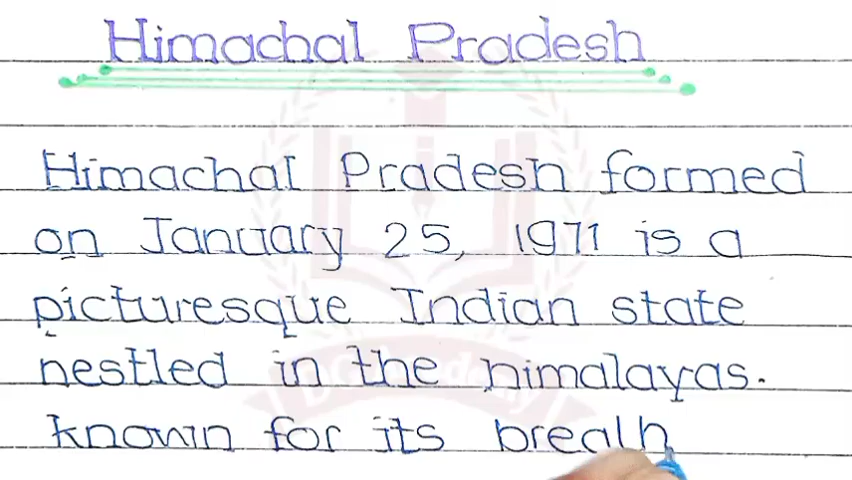 Himachal Pradesh
Himachal Pradesh formed
on January 25, 1971 is a
picturesque Indian state
nestled in the himalayas.
known for its breath